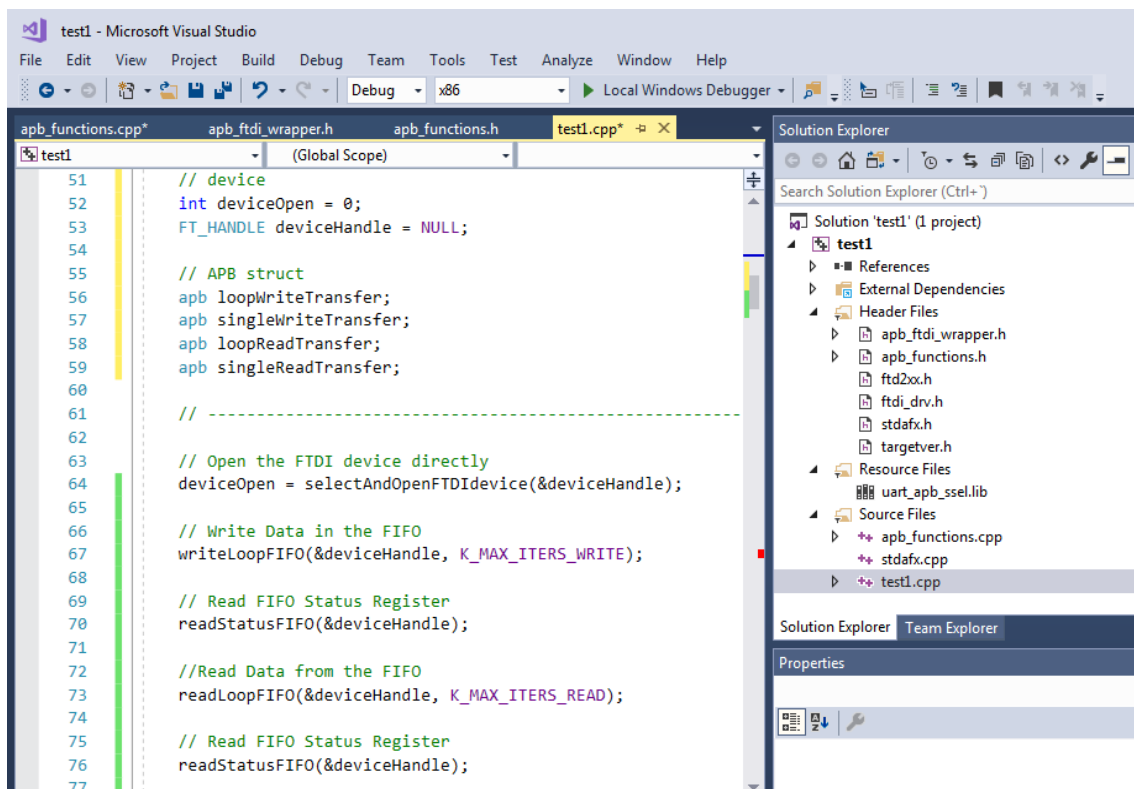 test1 - Microsoft Visual Studio
File Edit View Project Build Debug Team Tools Test Analyze Window Help
Debug x86 Local Windows Debugger
apb_functions.cpp* apb_ftdi_wrapper.h apb_functions.h test1.cpp*
test1 (Global Scope)
51 // device
52 int deviceOpen = 0;
53 FT_HANDLE deviceHandle = NULL;
54
55 // APB struct
56 apb loopWriteTransfer;
57 apb singleWriteTransfer;
58 apb loopReadTransfer;
59 apb singleReadTransfer;
60
61 // -------------------------------------------------------
62
63 // Open the FTDI device directly
64 deviceOpen = selectAndOpenFTDIdevice(&deviceHandle);
65
66 // Write Data in the FIFO
67 writeLoopFIFO(&deviceHandle, K_MAX_ITERS_WRITE);
68
69 // Read FIFO Status Register
70 readStatusFIFO(&deviceHandle);
71
72 //Read Data from the FIFO
73 readLoopFIFO(&deviceHandle, K_MAX_ITERS_READ);
74
75 // Read FIFO Status Register
76 readStatusFIFO(&deviceHandle);
77
Solution Explorer
Search Solution Explorer (Ctrl+¨)
Solution 'test1' (1 project)
test1
References
External Dependencies
Header Files
apb_ftdi_wrapper.h
apb_functions.h
ftd2xx.h
ftdi_drv.h
stdafx.h
targetver.h
Resource Files
uart_apb_ssel.lib
Source Files
apb_functions.cpp
stdafx.cpp
test1.cpp
Solution Explorer Team Explorer
Properties